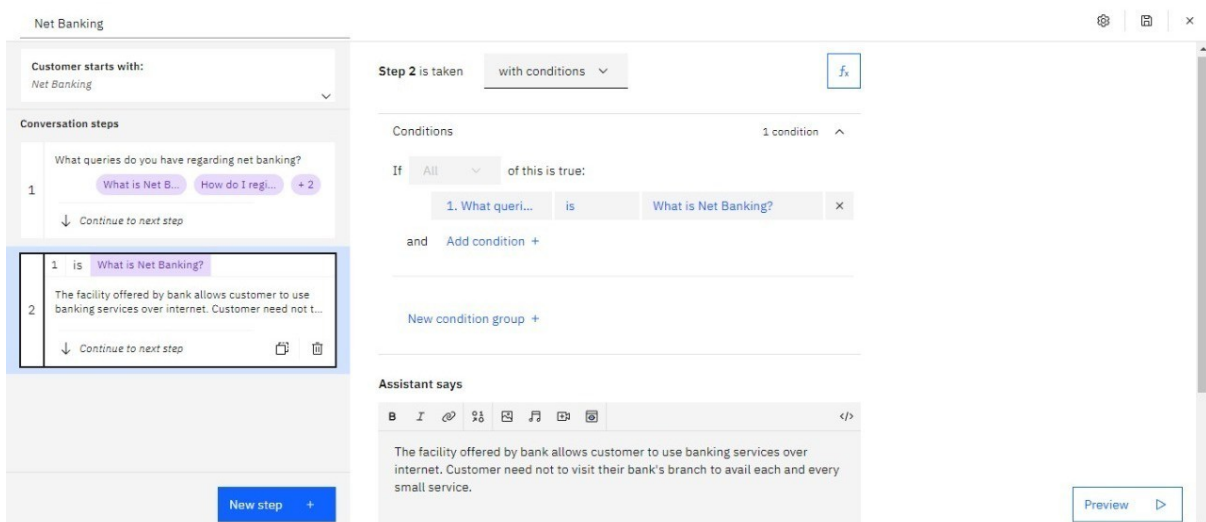 Net Banking
Customer starts with:
Net Banking
Conversation steps
1
What queries do you have regarding net banking?
What is Net B... How do I regi... + 2
Continue to next step
2
1 is What is Net Banking?
The facility offered by bank allows customer to use
banking services over internet. Customer need not t...
Continue to next step
New step +
Step 2 is taken with conditions
fx
Conditions 1 condition
If All of this is true:
1. What queri... is What is Net Banking? ×
and Add condition +
New condition group +
Assistant says
B I </>
The facility offered by bank allows customer to use banking services over
internet. Customer need not to visit their bank's branch to avail each and every
small service.
Preview